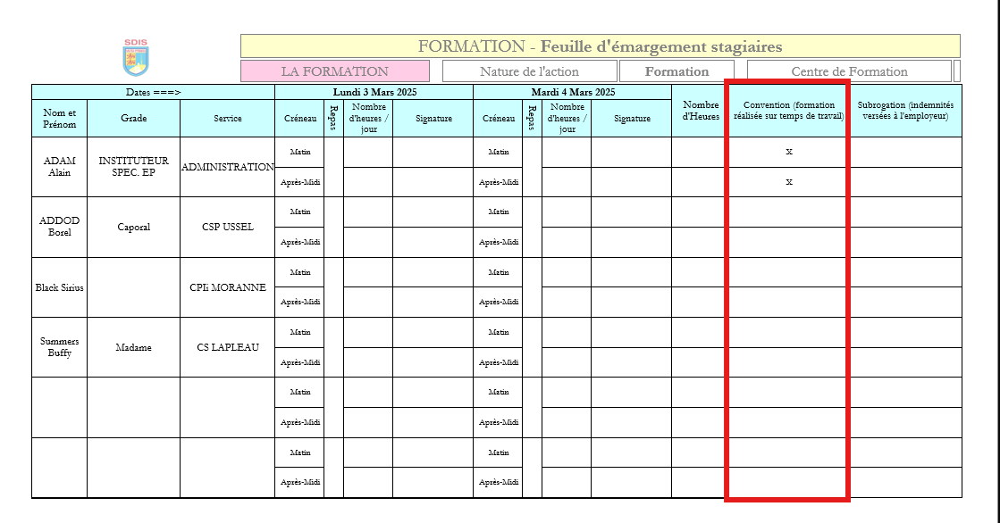 SDIS
FORMATION - Feuille d'émargement stagiaires
LA FORMATION
Nature de l'action
Formation
Centre de Formation
Dates ===>
Lundi 3 Mars 2025
Mardi 4 Mars 2025
Nom et
Prénom
Grade
Service
Créneau
Repas
Nombre
d'heures /
jour
Signature
Créneau
Repas
Nombre
d'heures /
jour
Signature
Nombre
d'Heures
Convention (formation
réalisée sur temps de travail)
Subrogation (indemnités
versées à l'employeur)
ADAM
Alain
INSTITUTEUR
SPEC. EP
ADMINISTRATION
Matin
Matin
X
Après-Midi
Après-Midi
X
ADDOD
Borel
Caporal
CSP USSEL
Matin
Matin
Après-Midi
Après-Midi
Black Sirius
CPIi MORANNE
Matin
Matin
Après-Midi
Après-Midi
Summers
Buffy
Madame
CS LAPLEAU
Matin
Matin
Après-Midi
Après-Midi
Matin
Matin
Après-Midi
Après-Midi
Matin
Matin
Après-Midi
Après-Midi